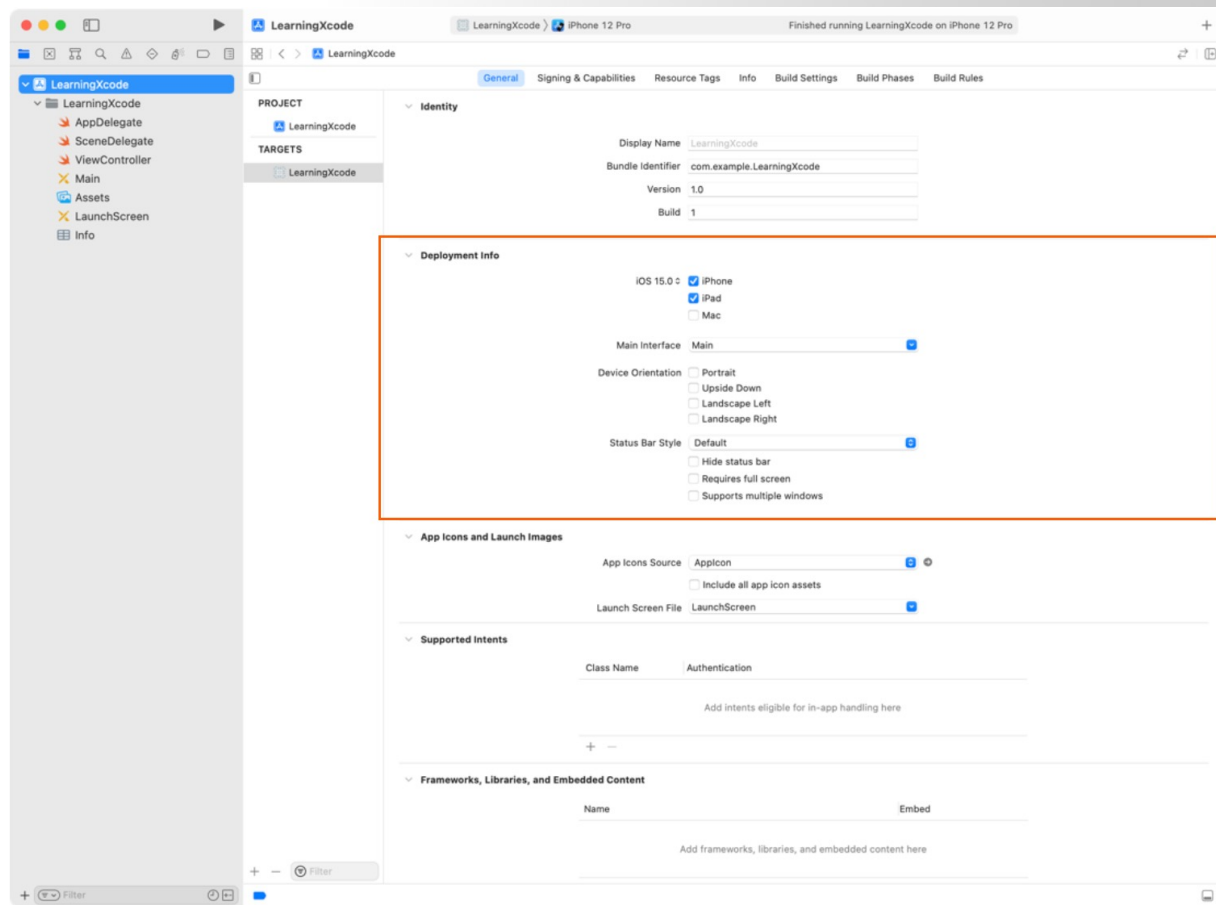 LearningXcode
LearningXcode 〉 iPhone 12 Pro
Finished running LearningXcode on iPhone 12 Pro
LearningXcode
LearningXcode
LearningXcode
AppDelegate
SceneDelegate
ViewController
Main
Assets
LaunchScreen
Info
Filter
General Signing & Capabilities Resource Tags Info Build Settings Build Phases Build Rules
PROJECT
LearningXcode
TARGETS
LearningXcode
Filter
Identity
Display Name LearningXcode
Bundle Identifier com.example.LearningXcode
Version 1.0
Build 1
Deployment Info
iOS 15.0 iPhone
iPad
Mac
Main Interface Main
Device Orientation Portrait
Upside Down
Landscape Left
Landscape Right
Status Bar Style Default
Hide status bar
Requires full screen
Supports multiple windows
App Icons and Launch Images
App Icons Source AppIcon
Include all app icon assets
Launch Screen File LaunchScreen
Supported Intents
Class Name Authentication
Add intents eligible for in-app handling here
Frameworks, Libraries, and Embedded Content
Name Embed
Add frameworks, libraries, and embedded content here